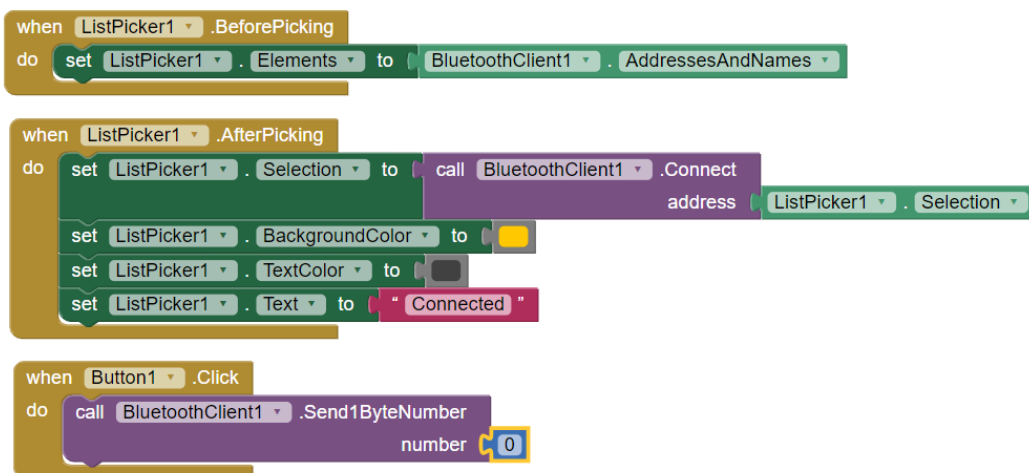 when ListPicker1 .BeforePicking
do set ListPicker1 . Elements to BluetoothClient1 . AddressesAndNames
when ListPicker1 .AfterPicking
do set ListPicker1 . Selection to call BluetoothClient1 .Connect
address ListPicker1 . Selection
set ListPicker1 . BackgroundColor to
set ListPicker1 . TextColor to
set ListPicker1 . Text to “ Connected ”
when Button1 .Click
do call BluetoothClient1 .Send1ByteNumber
number 0